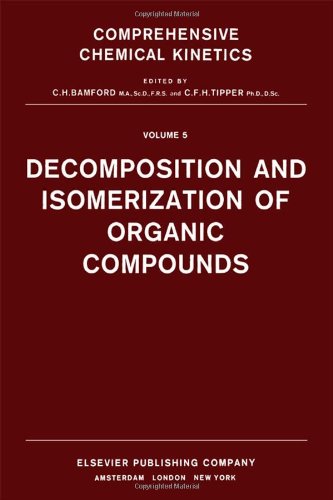 COMPREHENSIVE
CHEMICAL KINETICS
EDITED BY
C.H. BAMFORD M.A., Sc.D., F.R.S. and C.F.H. TIPPER Ph.D., D.Sc.
VOLUME 5
DECOMPOSITION AND
ISOMERIZATION OF
ORGANIC
COMPOUNDS
ELSEVIER PUBLISHING COMPANY
AMSTERDAM LONDON NEW YORK